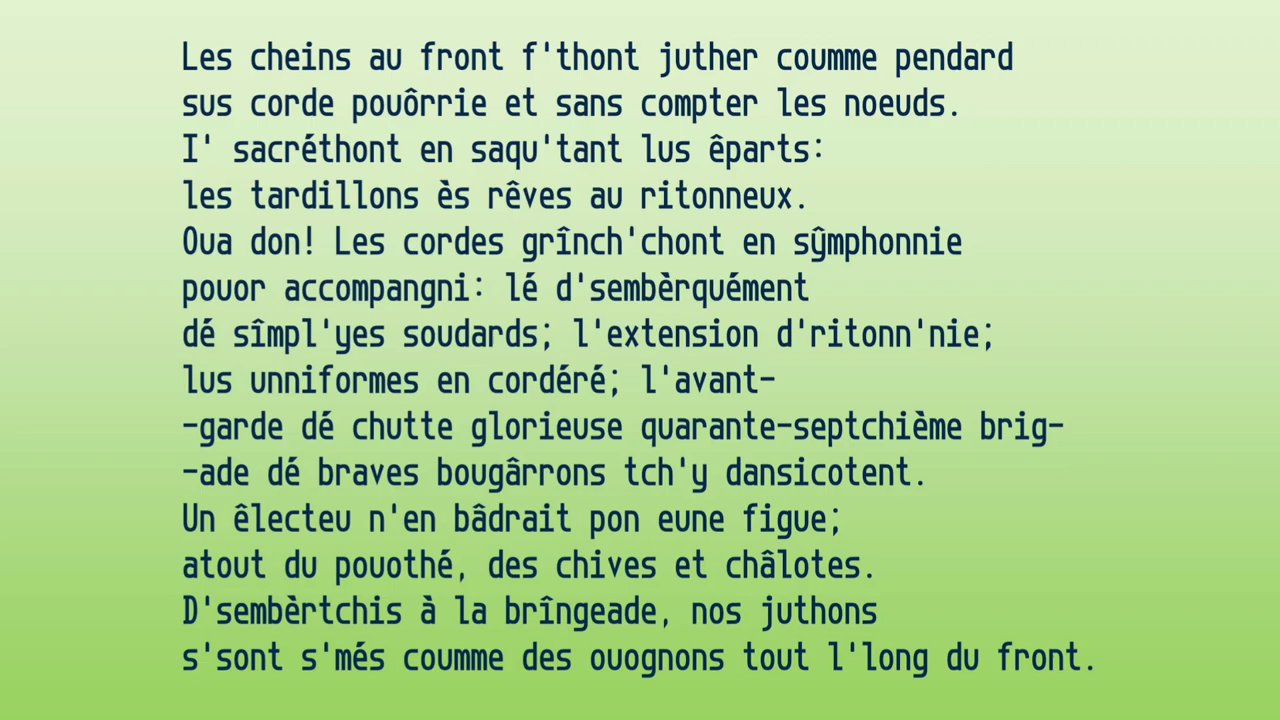 Les cheins au front f'thont juther coumme pendard
sus corde pouôrrie et sans compter les noeuds.
I' sacréthont en saqu'tant lus êparts:
les tardillons ès rêves au ritonneux.
Oua don! Les cordes grînch'chont en sŷmphonnie
pouor accompangni: lé d'sembèrquément
dé sîmpl'yes soudards; l'extension d'ritonn'nie;
lus unniformes en cordéré; l'avant-
-garde dé chutte glorieuse quarante-septchième brig-
-ade dé braves bougârrons tch'y dansicotent.
Un êlecteu n'en bâdrait pon eune figue;
atout du pouothé, des chives et châlotes.
D'sembèrtchis à la brîngeade, nos juthons
s'sont s'més coumme des ouognons tout l'long du front.